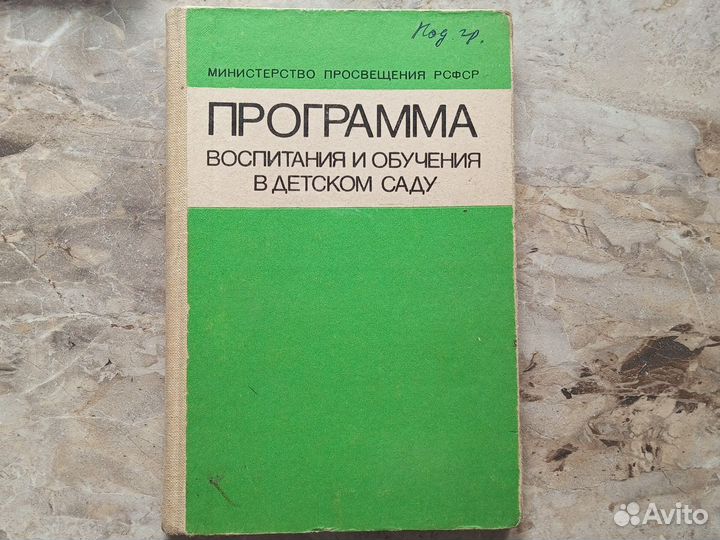 Под. гр.
МИНИСТЕРСТВО ПРОСВЕЩЕНИЯ РСФСР
ПРОГРАММА
ВОСПИТАНИЯ И ОБУЧЕНИЯ
В ДЕТСКОМ САДУ
Avito